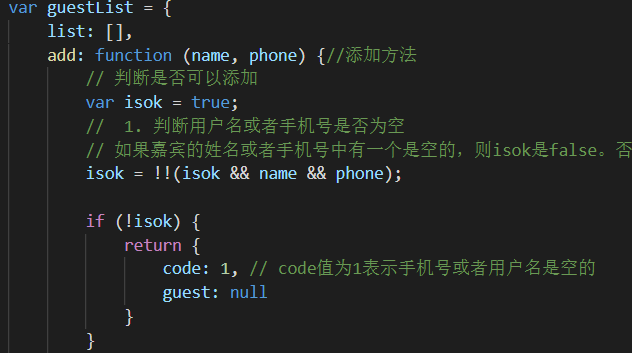 var guestList = {
list: [],
add: function (name, phone) {//添加方法
// 判断是否可以添加
var isok = true;
//  1. 判断用户名或者手机号是否为空
// 如果嘉宾的姓名或者手机号中有一个是空的，则isok是false。否
isok = !!(isok && name && phone);
if (!isok) {
return {
code: 1, // code值为1表示手机号或者用户名是空的
guest: null
}
}